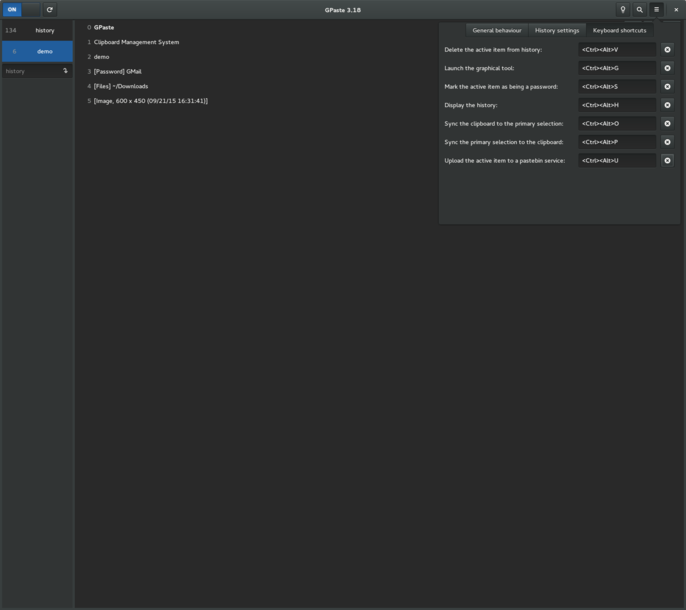 ON
GPaste 3.18
134 history
6 demo
history
0 GPaste
1 Clipboard Management System
2 demo
3 [Password] GMail
4 [Files] ~/Downloads
5 [Image, 600 x 450 (09/21/15 16:31:41)]
General behaviour History settings Keyboard shortcuts
Delete the active item from history: <Ctrl><Alt>V
Launch the graphical tool: <Ctrl><Alt>G
Mark the active item as being a password: <Ctrl><Alt>S
Display the history: <Ctrl><Alt>H
Sync the clipboard to the primary selection: <Ctrl><Alt>O
Sync the primary selection to the clipboard: <Ctrl><Alt>P
Upload the active item to a pastebin service: <Ctrl><Alt>U